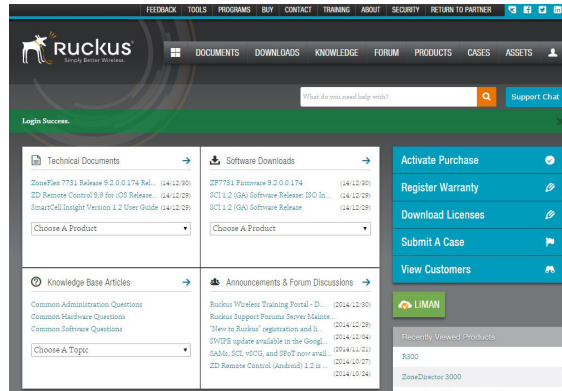 FEEDBACK TOOLS PROGRAMS BUY CONTACT TRAINING ABOUT SECURITY RETURN TO PARTNER
Ruckus
Simply Better Wireless.
DOCUMENTS DOWNLOADS KNOWLEDGE FORUM PRODUCTS CASES ASSETS
What do you need help with?
Support Chat
Login Success.
Technical Documents
ZoneFlex 7731 Release 9.2.0.0.174 Rel... (14/12/30)
ZD Remote Control 9.9 for iOS Release... (14/12/29)
SmartCell Insight Version 1.2 User Guide (14/12/29)
Choose A Product
Software Downloads
ZP7731 Firmware 9.2.0.0.174 (14/12/30)
SCI 1.2 (GA) Software Release: ISO In... (14/12/29)
SCI 1.2 (GA) Software Release (14/12/29)
Choose A Product
Activate Purchase
Register Warranty
Download Licenses
Submit A Case
View Customers
Knowledge Base Articles
Common Administration Questions
Common Hardware Questions
Common Software Questions
Choose A Topic
Announcements & Forum Discussions
Ruckus Wireless Training Portal - D... (2014/12/30)
Ruckus Support Forums Server Mainte... (2014/12/29)
"New to Ruckus" registration and li... (2014/12/04)
SWIPE update available in the Googl... (2014/11/21)
SAMs, SCI, vSCG, and SPoT now avail... (2014/10/27)
ZD Remote Control (Android) 1.2 is ... (2014/10/24)
LIMAN
Recently Viewed Products
R300
ZoneDirector 3000